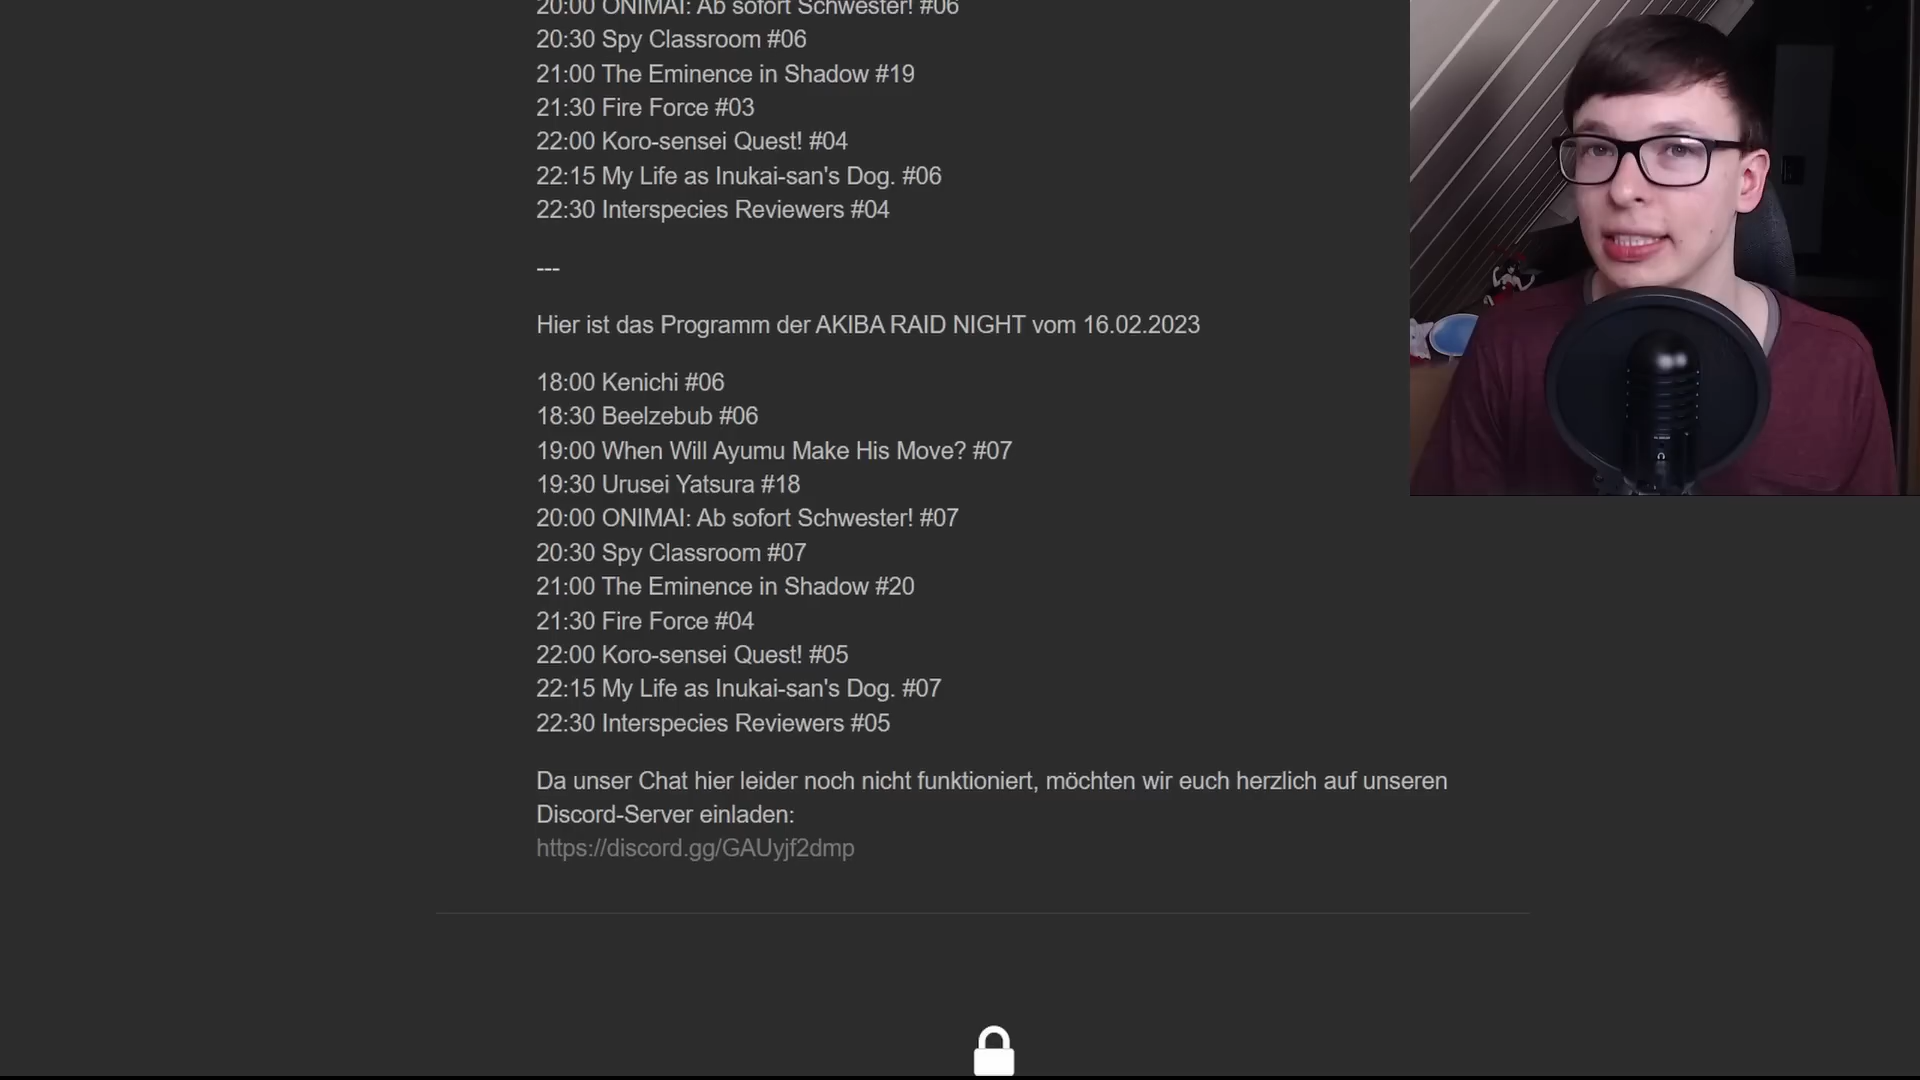 20:00 ONIMAI: Ab sofort Schwester! #06
20:30 Spy Classroom #06
21:00 The Eminence in Shadow #19
21:30 Fire Force #03
22:00 Koro-sensei Quest! #04
22:15 My Life as Inukai-san's Dog. #06
22:30 Interspecies Reviewers #04
---
Hier ist das Programm der AKIBA RAID NIGHT vom 16.02.2023
18:00 Kenichi #06
18:30 Beelzebub #06
19:00 When Will Ayumu Make His Move? #07
19:30 Urusei Yatsura #18
20:00 ONIMAI: Ab sofort Schwester! #07
20:30 Spy Classroom #07
21:00 The Eminence in Shadow #20
21:30 Fire Force #04
22:00 Koro-sensei Quest! #05
22:15 My Life as Inukai-san's Dog. #07
22:30 Interspecies Reviewers #05
Da unser Chat hier leider noch nicht funktioniert, möchten wir euch herzlich auf unseren
Discord-Server einladen:
https://discord.gg/GAUyjf2dmp